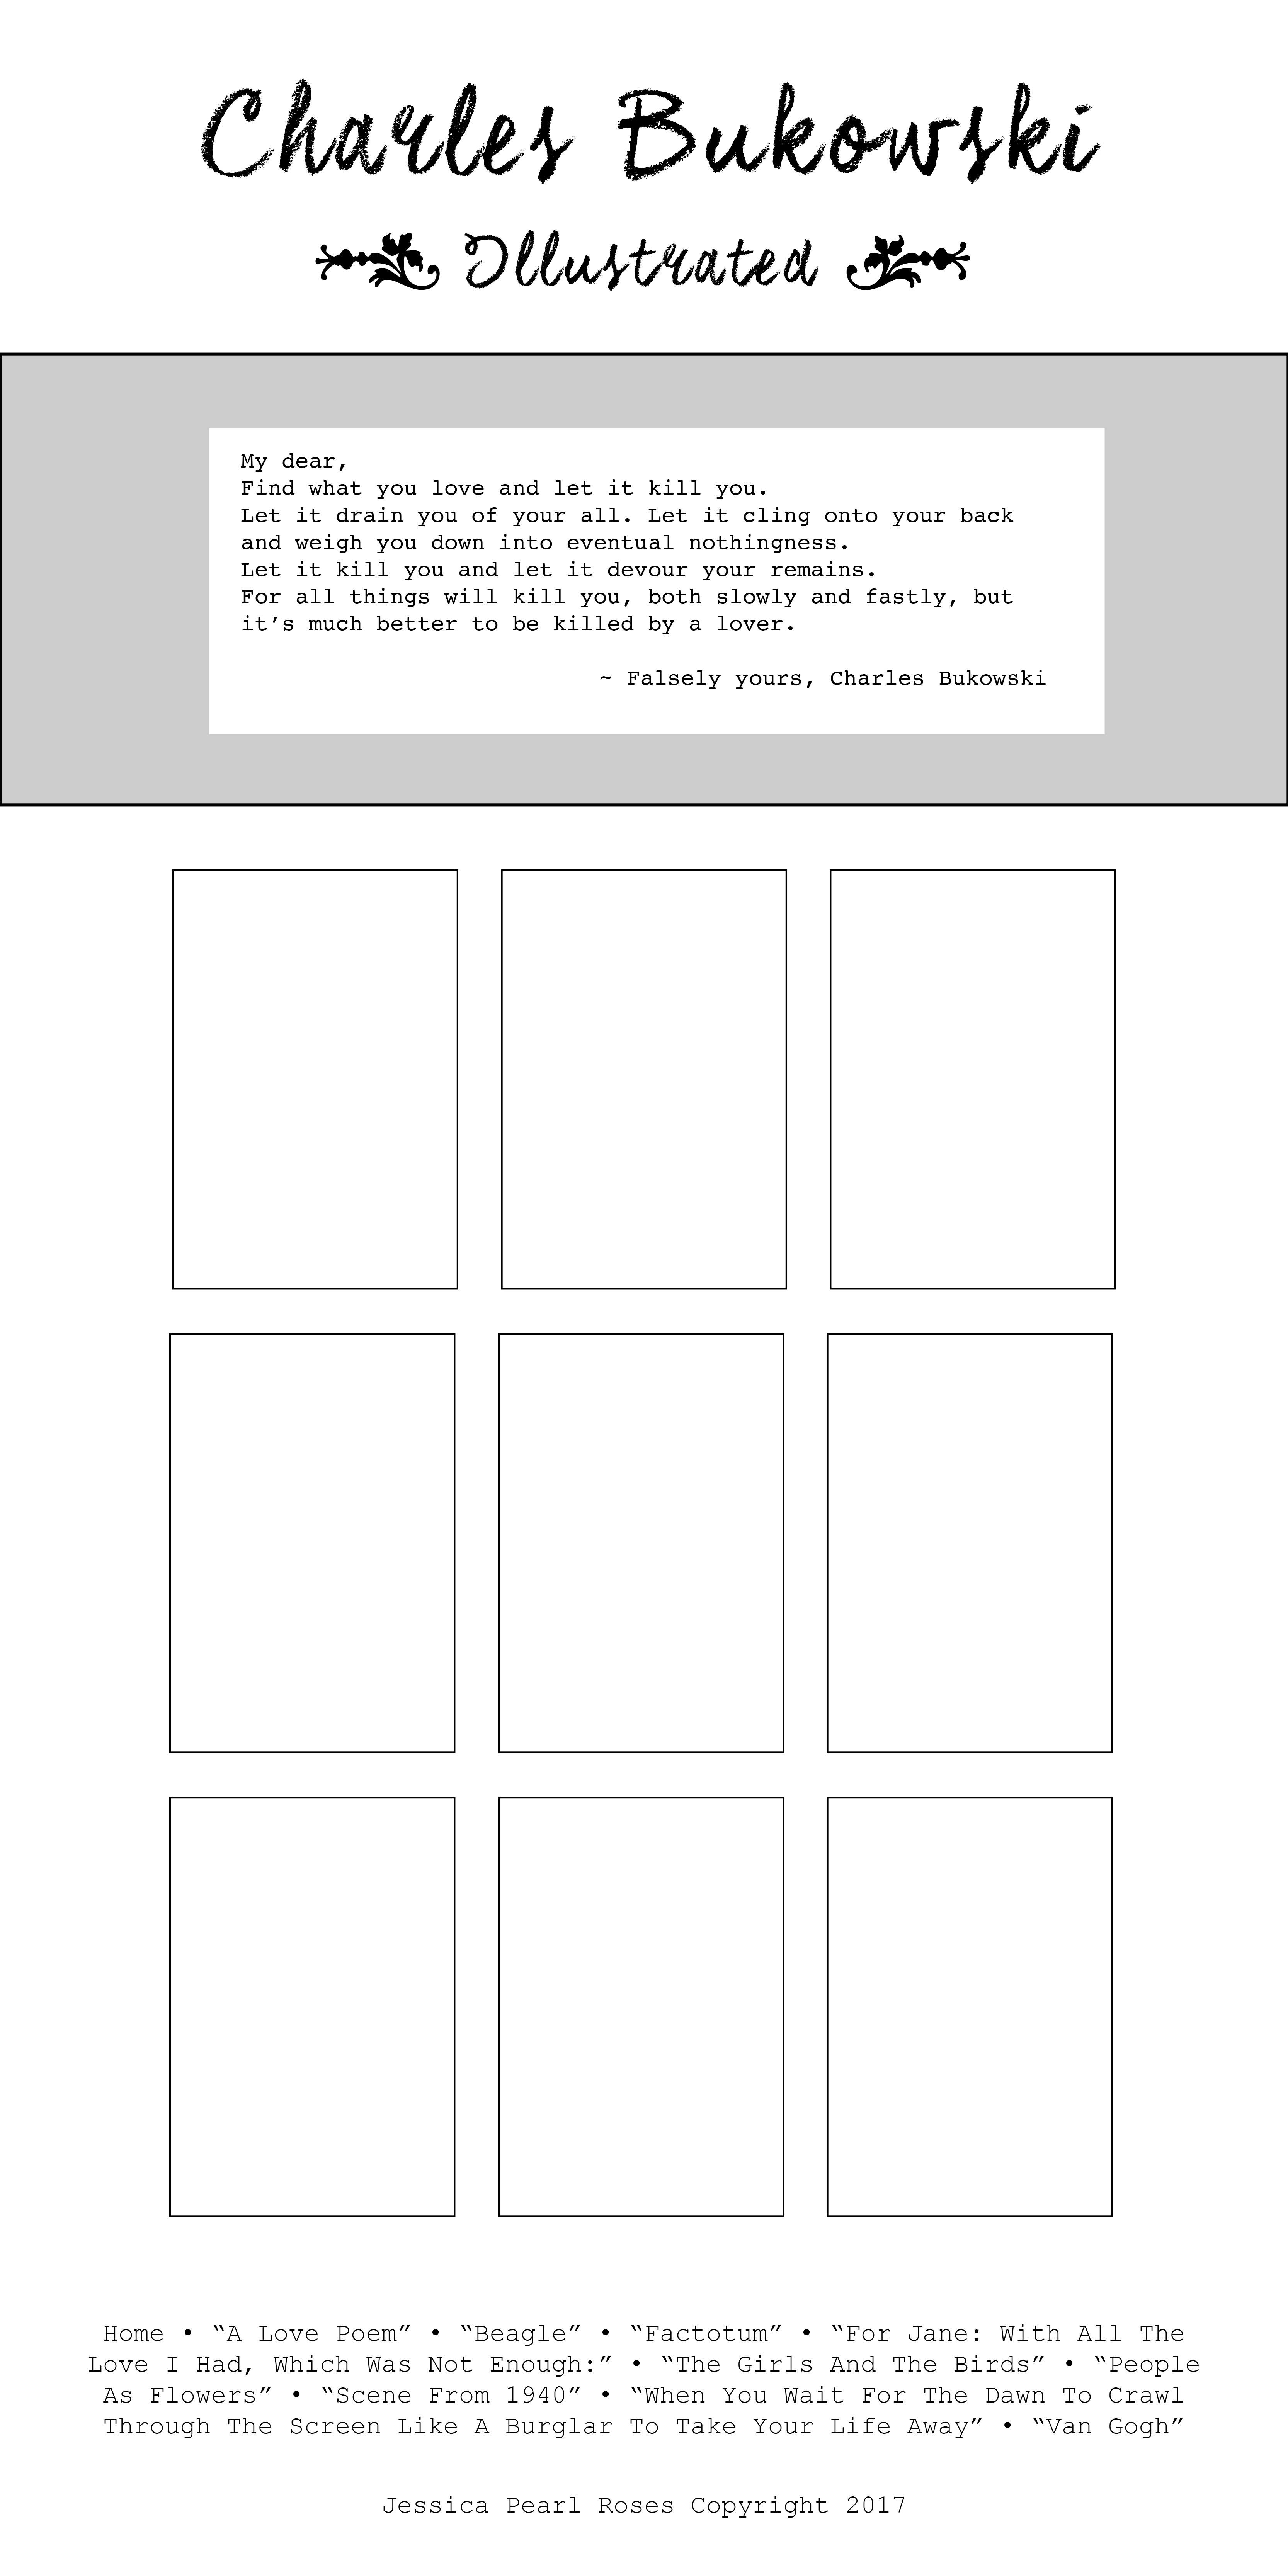 Charles Bukowski
Illustrated
My dear,
Find what you love and let it kill you.
Let it drain you of your all. Let it cling onto your back
and weigh you down into eventual nothingness.
Let it kill you and let it devour your remains.
For all things will kill you, both slowly and fastly, but
it’s much better to be killed by a lover.
~ Falsely yours, Charles Bukowski
Home • “A Love Poem” • “Beagle” • “Factotum” • “For Jane: With All The
Love I Had, Which Was Not Enough:” • “The Girls And The Birds” • “People
As Flowers” • “Scene From 1940” • “When You Wait For The Dawn To Crawl
Through The Screen Like A Burglar To Take Your Life Away” • “Van Gogh”
Jessica Pearl Roses Copyright 2017